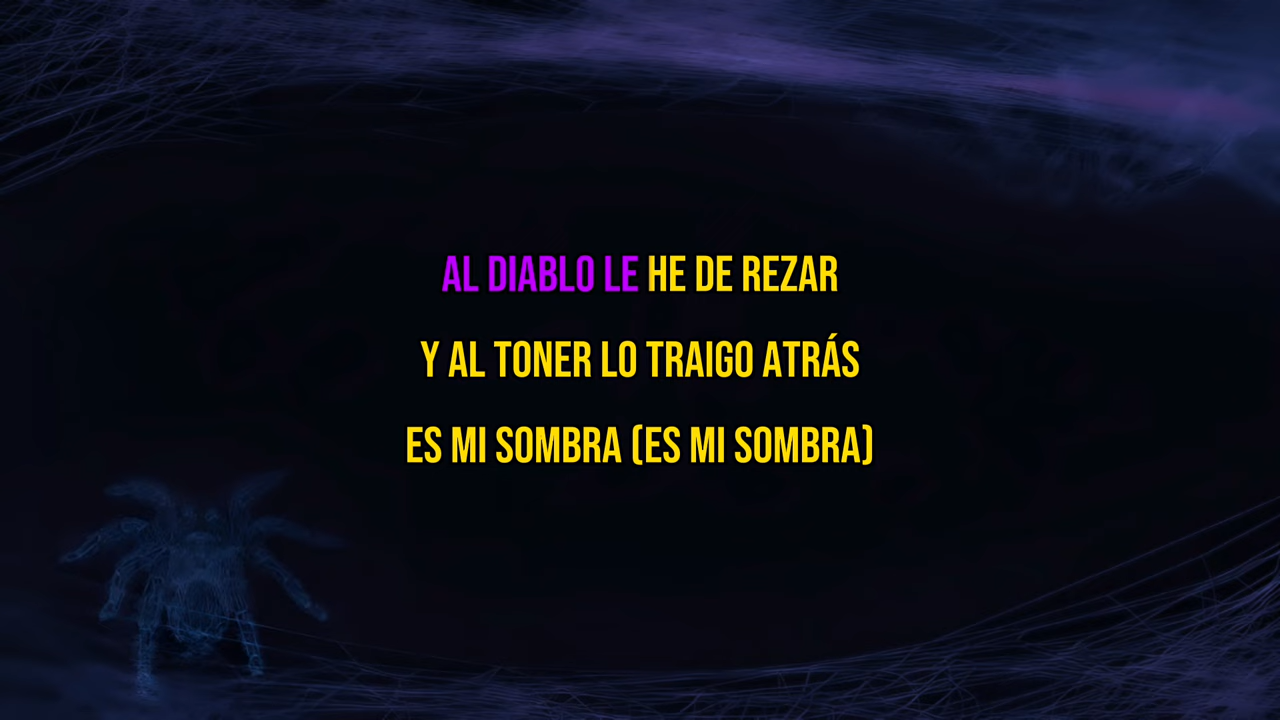 AL DIABLO LE HE DE REZAR
Y AL TONER LO TRAIGO ATRÁS
ES MI SOMBRA (ES MI SOMBRA)